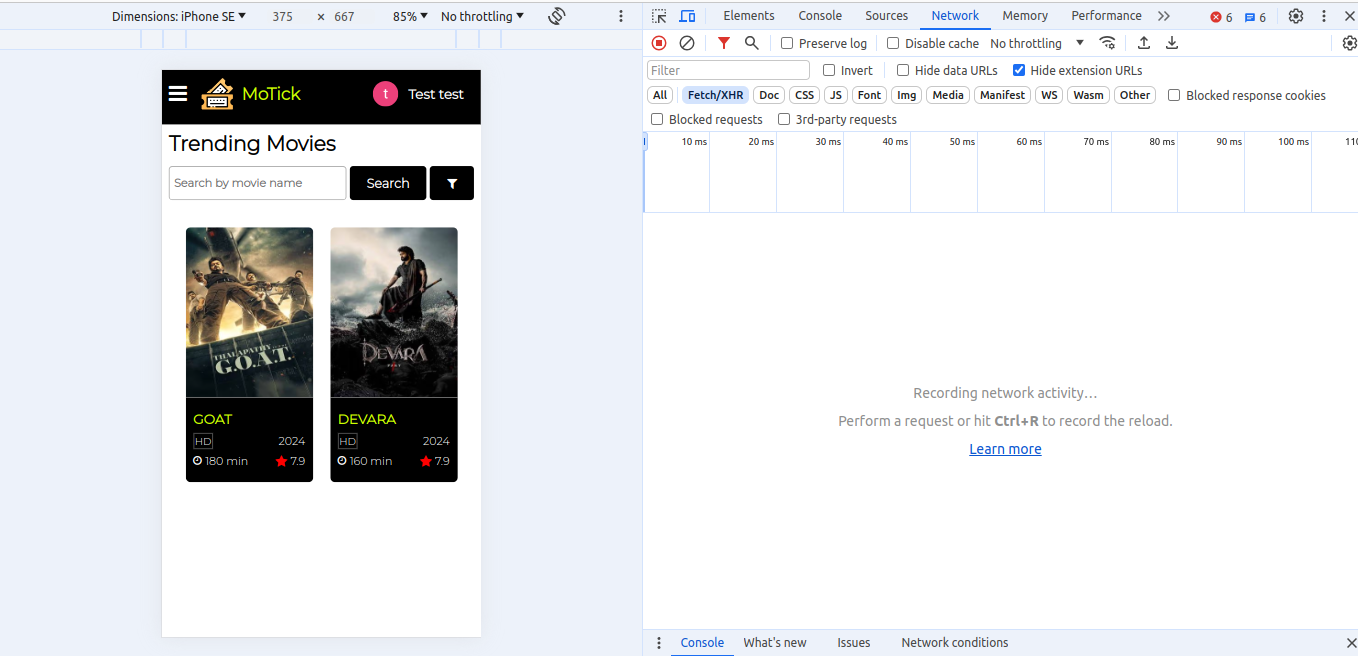 Dimensions: iPhone SE 375 × 667 85% No throttling
MoTick t Test test
Trending Movies
Search by movie name Search
THALAPATHY
G.O.A.T.
DEVARA
GOAT
HD 2024
180 min 7.9
DEVARA
HD 2024
160 min 7.9
Elements Console Sources Network Memory Performance 6 6
Preserve log Disable cache No throttling
Filter Invert Hide data URLs Hide extension URLs
All Fetch/XHR Doc CSS JS Font Img Media Manifest WS Wasm Other Blocked response cookies
Blocked requests 3rd-party requests
10 ms 20 ms 30 ms 40 ms 50 ms 60 ms 70 ms 80 ms 90 ms 100 ms 110
Recording network activity…
Perform a request or hit Ctrl+R to record the reload.
Learn more
Console What's new Issues Network conditions